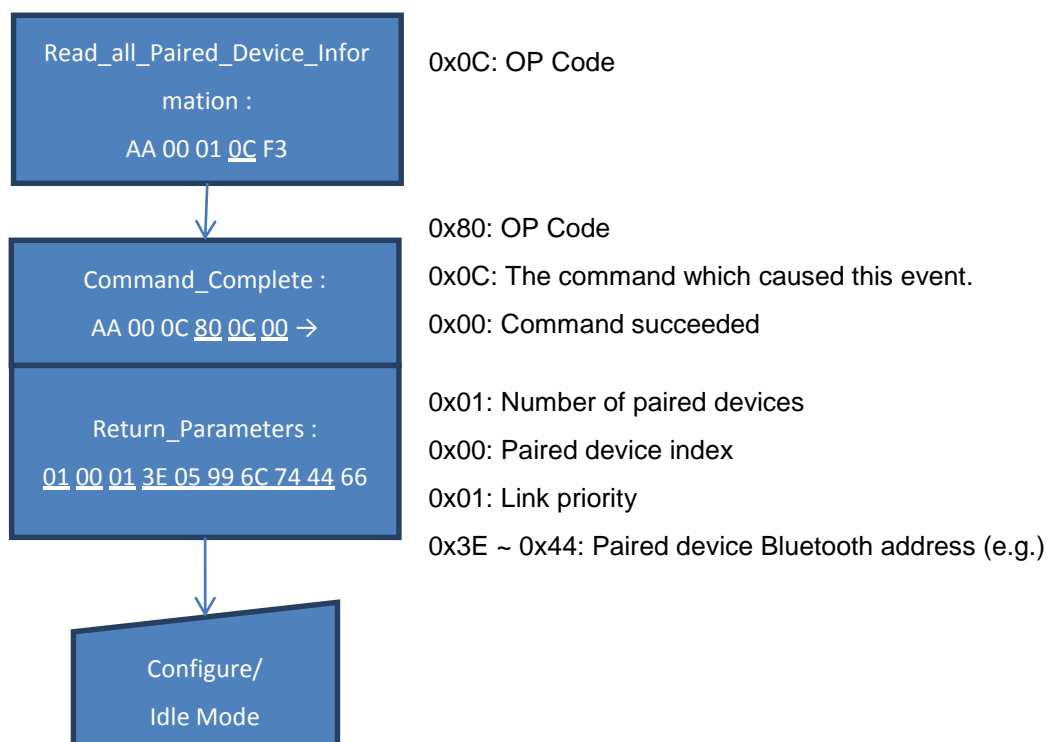 Read_all_Paired_Device_Infor
mation :
AA 00 01 0C F3
0x0C: OP Code
Command_Complete :
AA 00 0C 80 0C 00 →
0x80: OP Code
0x0C: The command which caused this event.
0x00: Command succeeded
Return_Parameters :
01 00 01 3E 05 99 6C 74 44 66
0x01: Number of paired devices
0x00: Paired device index
0x01: Link priority
0x3E ~ 0x44: Paired device Bluetooth address (e.g.)
Configure/
Idle Mode